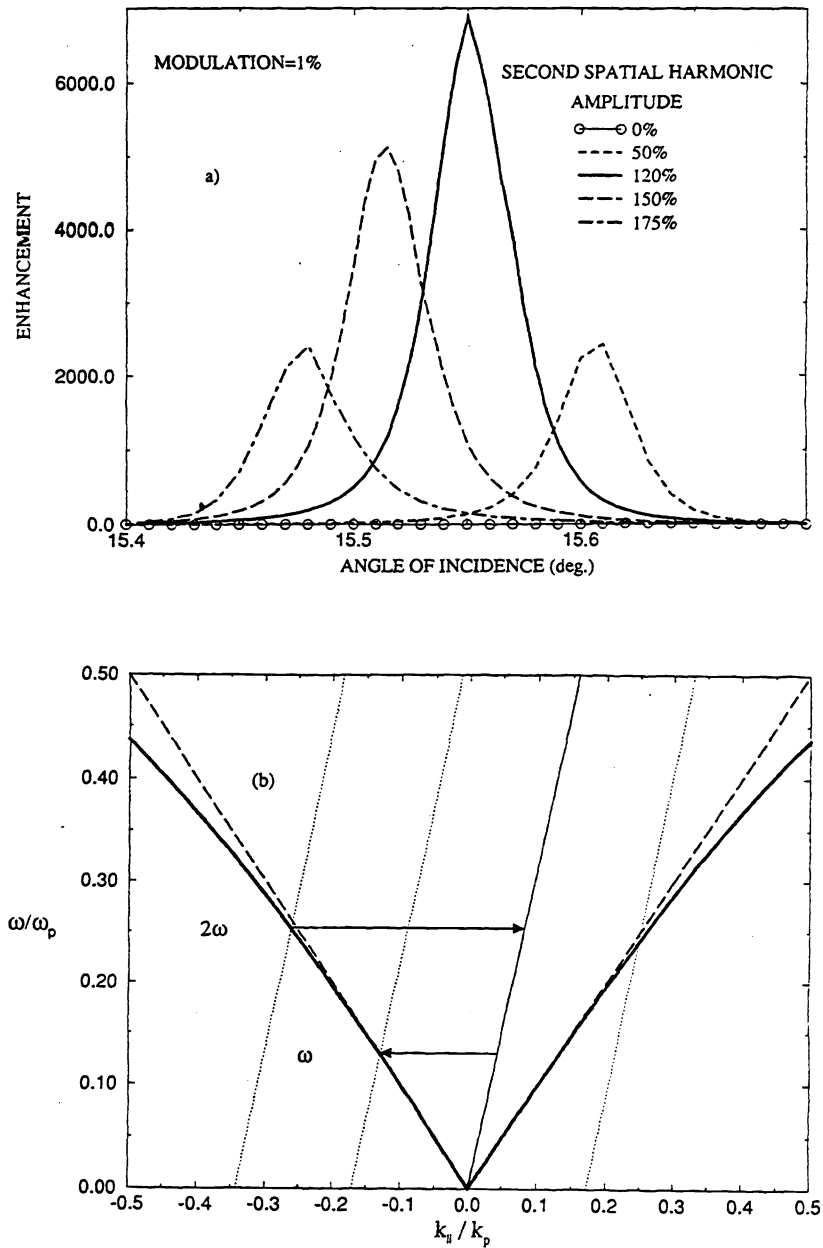 MODULATION=1%
SECOND SPATIAL HARMONIC
AMPLITUDE
0%
50%
120%
150%
175%
a)
ENHANCEMENT
6000.0
4000.0
2000.0
0.0
15.4
15.5
15.6
ANGLE OF INCIDENCE (deg.)
0.50
0.40
0.30
0.20
0.10
0.00
(b)
ω/ωp
2ω
ω
-0.5
-0.4
-0.3
-0.2
-0.1
0.0
0.1
0.2
0.3
0.4
0.5
k∥ / kp